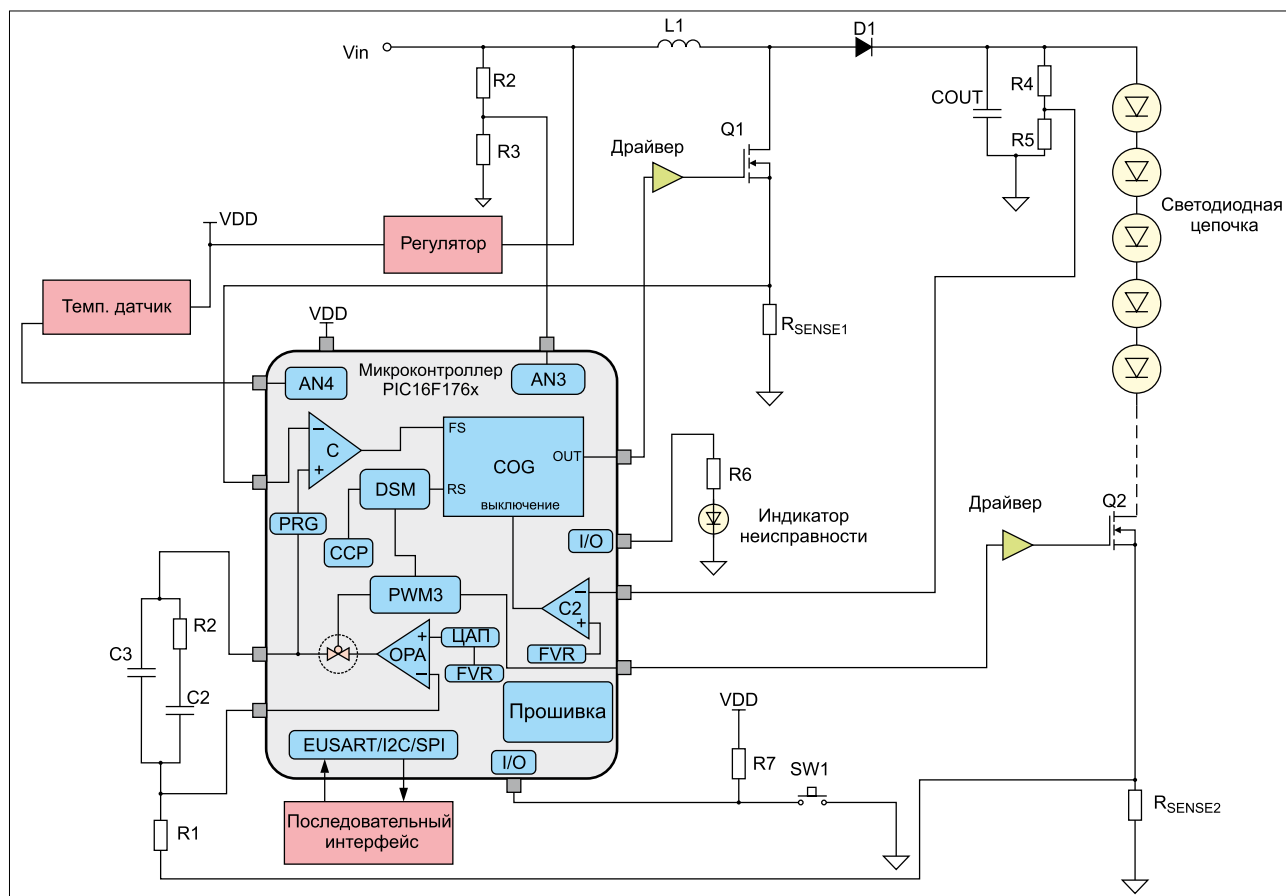 L1
D1
Vin
R2
R3
Драйвер
Q1
COUT
R4
R5
Светодиодная
цепочка
VDD
Регулятор
Темп. датчик
VDD
RSENSE1
Микроконтроллер
PIC16F176x
AN4
AN3
C
FS
COG
OUT
RS
выключение
DSM
PRG
CCP
R6
Индикатор
неисправности
I/O
Драйвер
Q2
PWM3
C2
FVR
ЦАП
OPA
FVR
R2
C3
C2
Прошивка
VDD
EUSART/I2C/SPI
I/O
R7
SW1
R1
Последовательный
интерфейс
RSENSE2